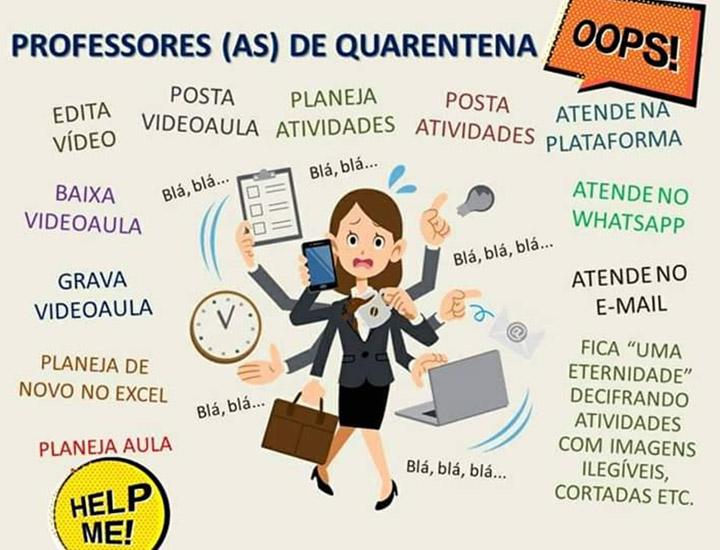 PROFESSORES (AS) DE QUARENTENA
OOPS!
EDITA
VÍDEO
POSTA
VIDEOAULA
PLANEJA
ATIVIDADES
POSTA
ATIVIDADES
ATENDE NA
PLATAFORMA
BAIXA
VIDEOAULA
Blá, blá...
Blá, blá...
ATENDE NO
WHATSAPP
GRAVA
VIDEOAULA
Blá, blá, blá...
ATENDE NO
E-MAIL
PLANEJA DE
NOVO NO EXCEL
@
FICA “UMA
ETERNIDADE”
DECIFRANDO
ATIVIDADES
COM IMAGENS
ILEGÍVEIS,
CORTADAS ETC.
Blá, blá...
PLANEJA AULA
Blá, blá, blá...
HELP
ME!